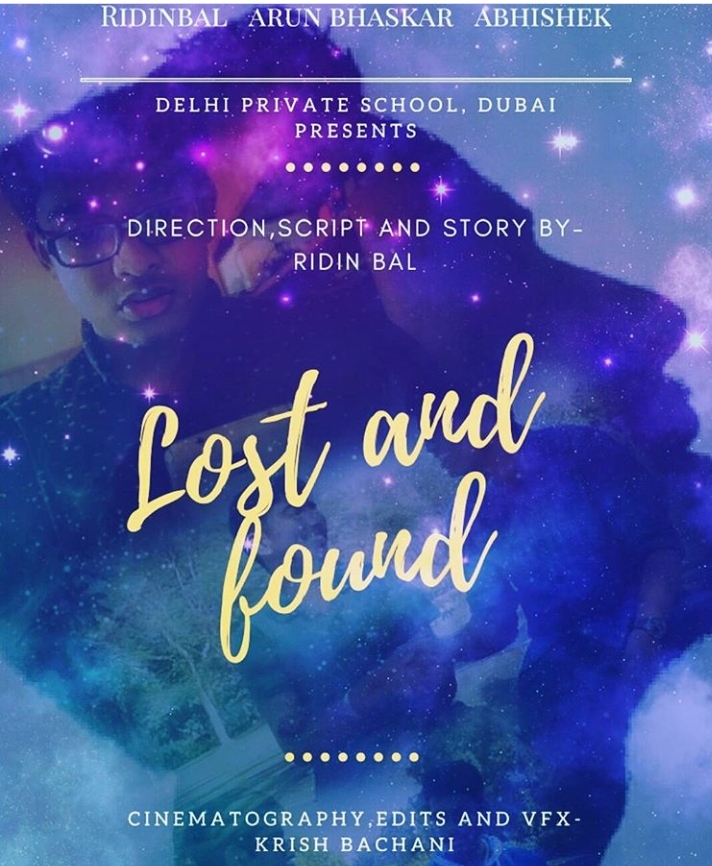 RIDINBAL ARUN BHASKAR ABHISHEK
DELHI PRIVATE SCHOOL, DUBAI
PRESENTS
DIRECTION,SCRIPT AND STORY BY-
RIDIN BAL
Lost and
found
CINEMATOGRAPHY,EDITS AND VFX-
KRISH BACHANI